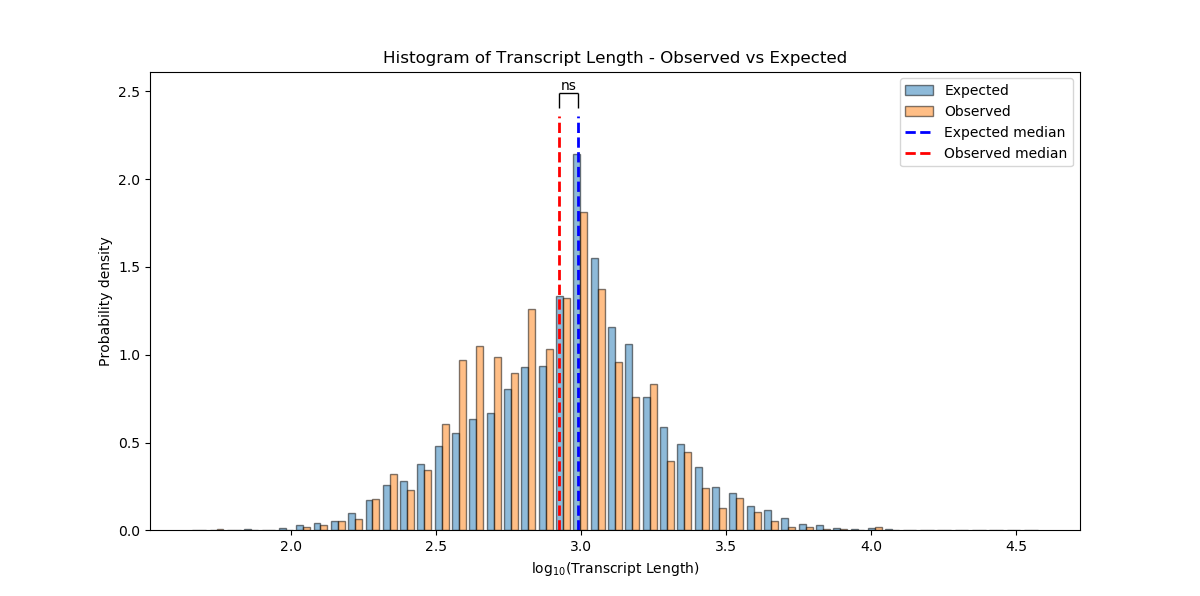 Histogram of Transcript Length - Observed vs Expected
ns
Expected
Observed
Expected median
Observed median
2.5
2.0
1.5
1.0
0.5
0.0
Probability density
2.0 2.5 3.0 3.5 4.0 4.5
log₁₀(Transcript Length)